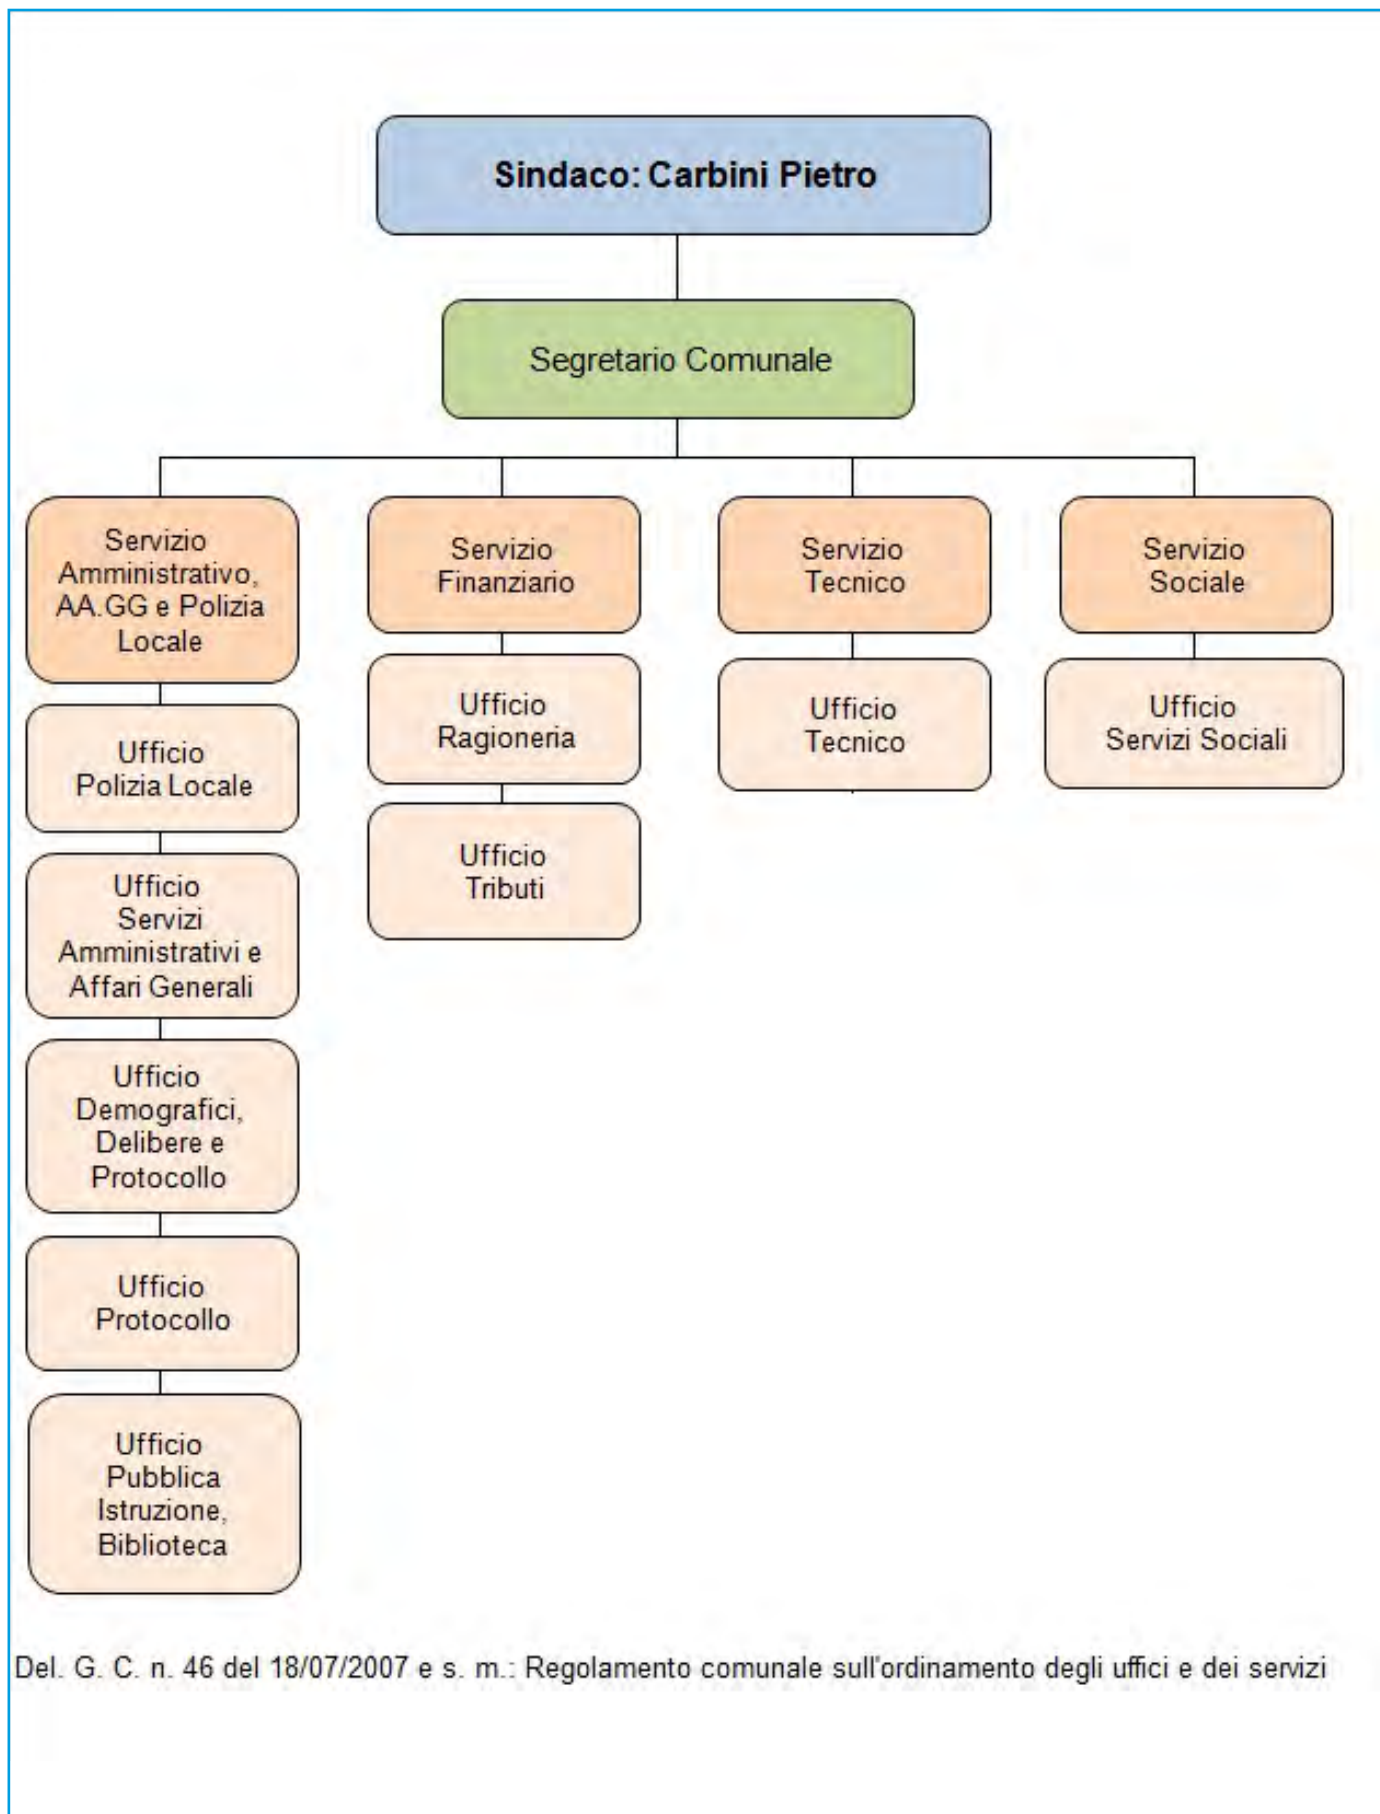 Sindaco: Carbini Pietro
Segretario Comunale
Servizio
Amministrativo,
AA.GG e Polizia
Locale
Ufficio
Polizia Locale
Ufficio
Servizi
Amministrativi e
Affari Generali
Ufficio
Demografici,
Delibere e
Protocollo
Ufficio
Protocollo
Ufficio
Pubblica
Istruzione,
Biblioteca
Servizio
Finanziario
Ufficio
Ragioneria
Ufficio
Tributi
Servizio
Tecnico
Ufficio
Tecnico
Servizio
Sociale
Ufficio
Servizi Sociali
Del. G. C. n. 46 del 18/07/2007 e s. m.: Regolamento comunale sull'ordinamento degli uffici e dei servizi